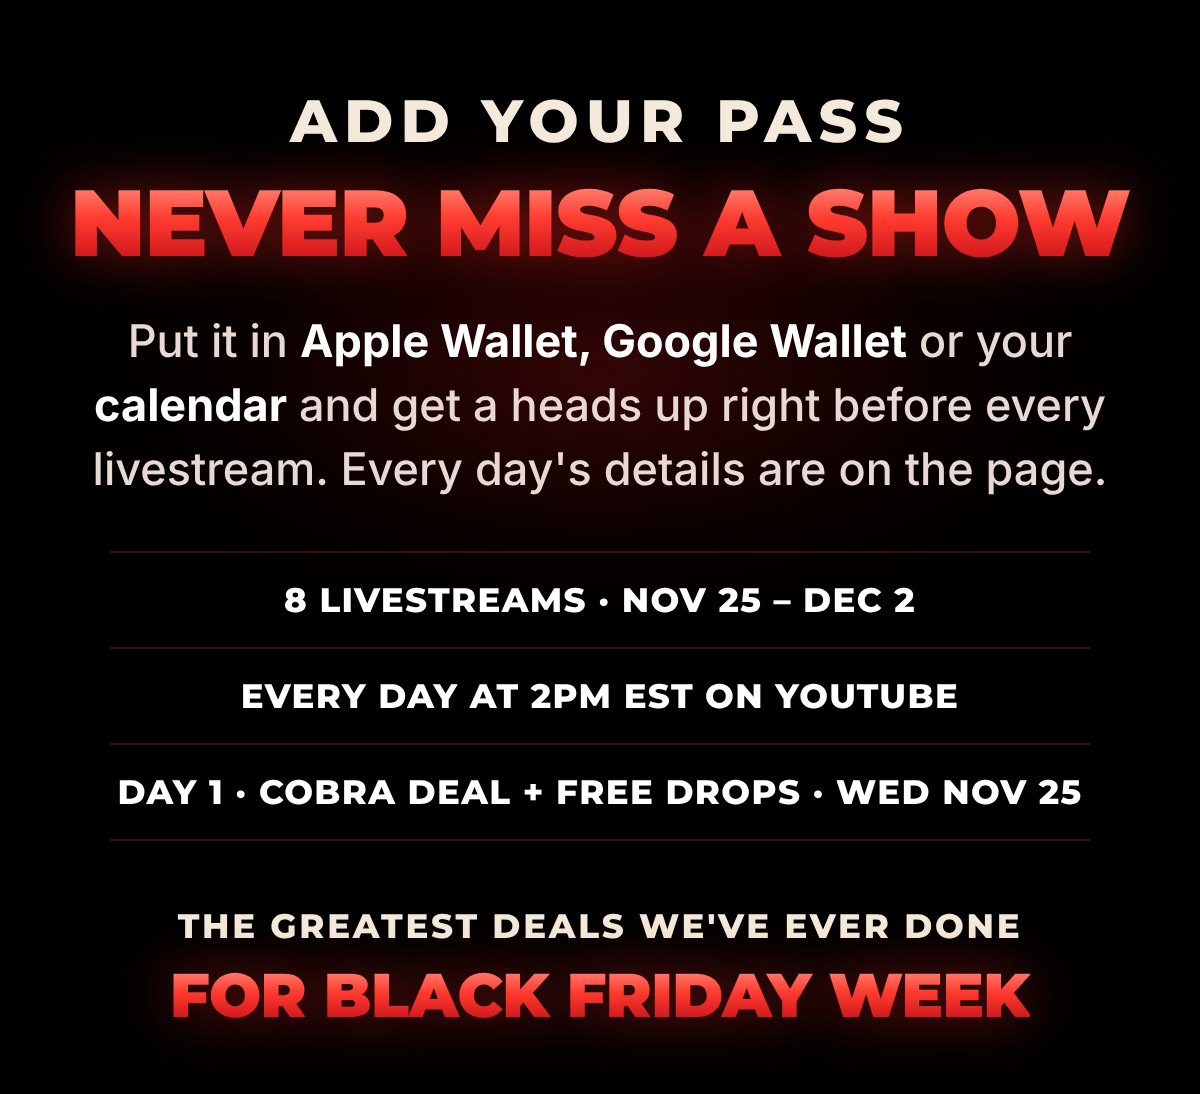 ADD YOUR PASS
NEVER MISS A SHOW
Put it in Apple Wallet, Google Wallet or your
calendar and get a heads up right before every
livestream. Every day's details are on the page.
8 LIVESTREAMS · NOV 25 – DEC 2
EVERY DAY AT 2PM EST ON YOUTUBE
DAY 1 · COBRA DEAL + FREE DROPS · WED NOV 25
THE GREATEST DEALS WE'VE EVER DONE
FOR BLACK FRIDAY WEEK